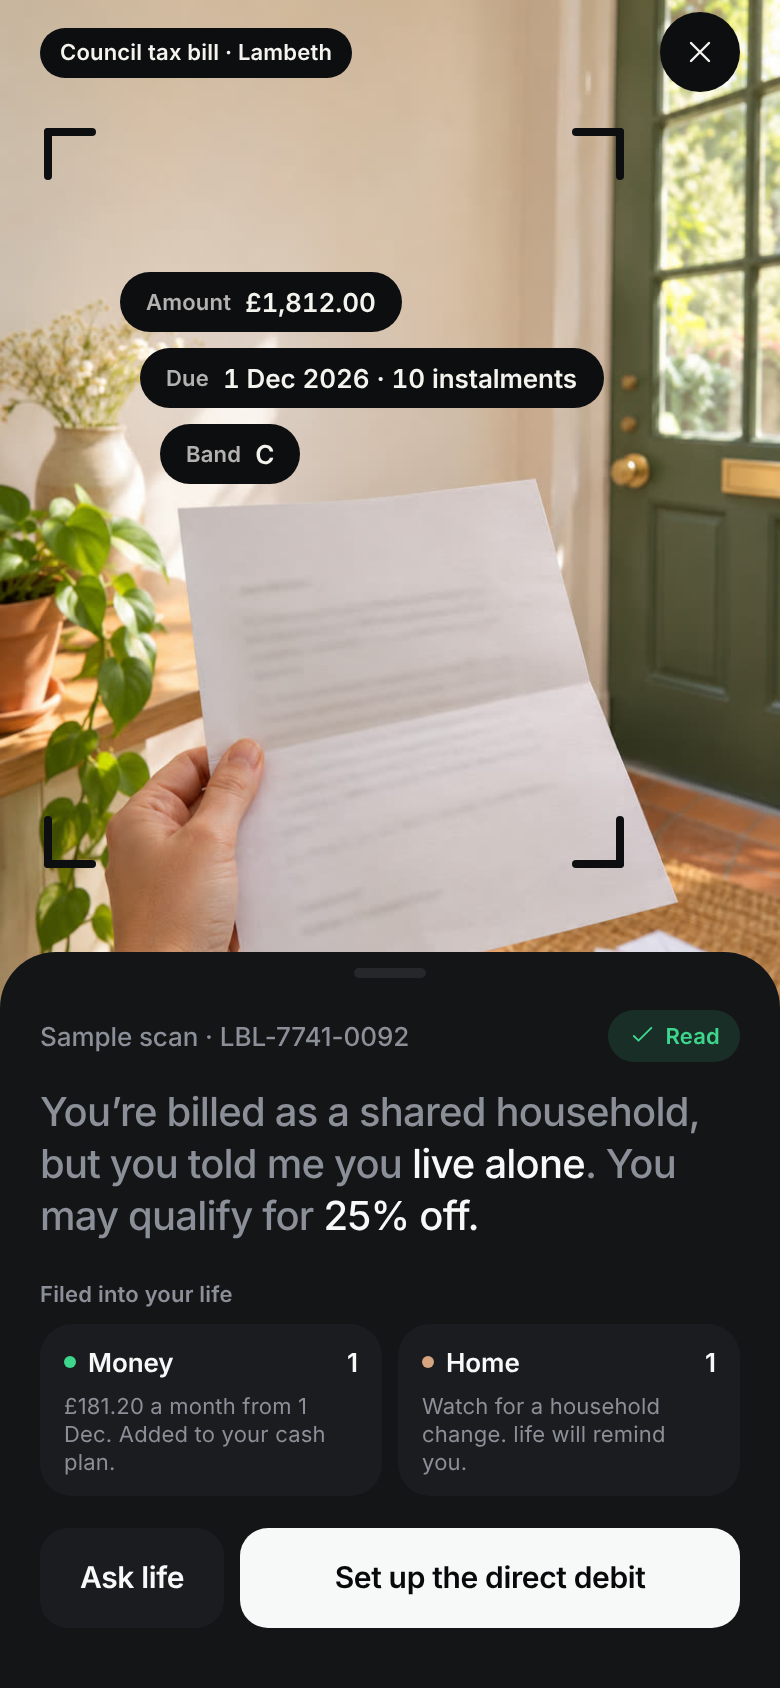 Council tax bill · Lambeth
Amount £1,812.00
Due 1 Dec 2026 · 10 instalments
Band C
Sample scan · LBL-7741-0092
Read
You’re billed as a shared household,
but you told me you live alone. You
may qualify for 25% off.
Filed into your life
Money 1
£181.20 a month from 1
Dec. Added to your cash
plan.
Home 1
Watch for a household
change. life will remind
you.
Ask life
Set up the direct debit